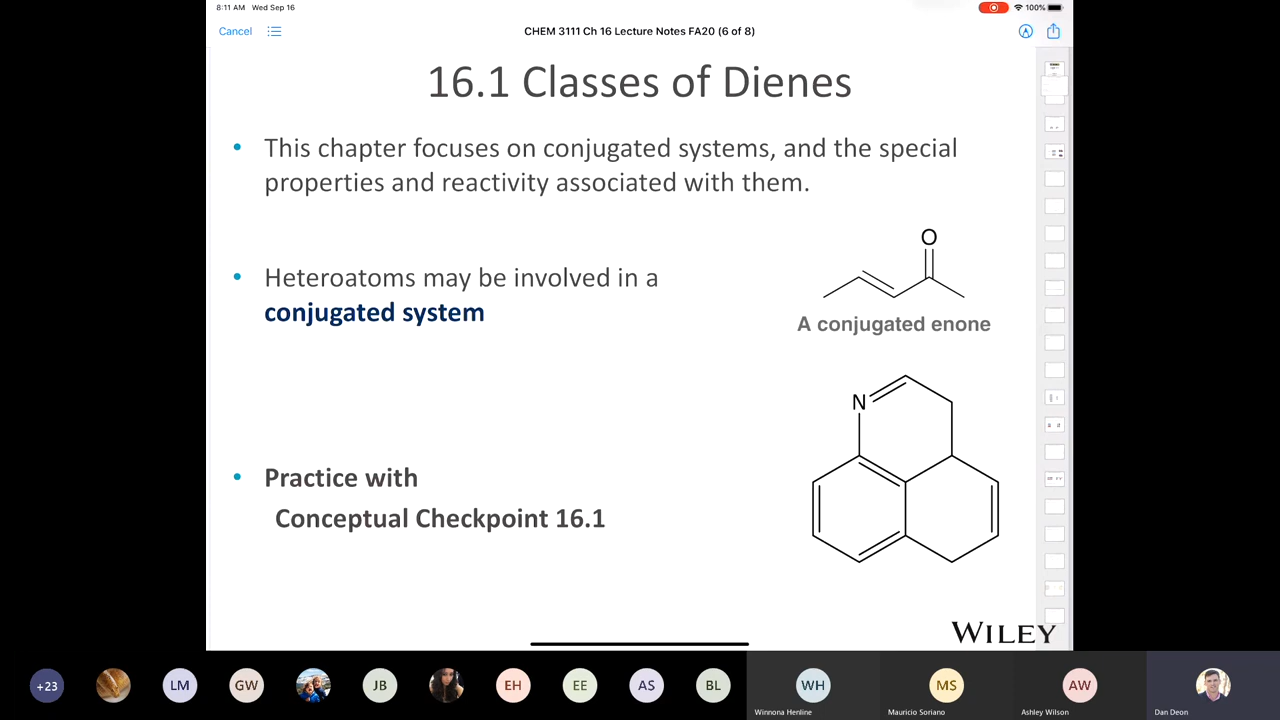 8:11 AM Wed Sep 16
100%
Cancel
CHEM 3111 Ch 16 Lecture Notes FA20 (6 of 8)
16.1 Classes of Dienes
• This chapter focuses on conjugated systems, and the special
properties and reactivity associated with them.
• Heteroatoms may be involved in a
conjugated system
O
A conjugated enone
N
• Practice with
Conceptual Checkpoint 16.1
WILEY
+23
LM
GW
JB
EH
EE
AS
BL
WH
MS
AW
Winnona Henline
Mauricio Soriano
Ashley Wilson
Dan Deon